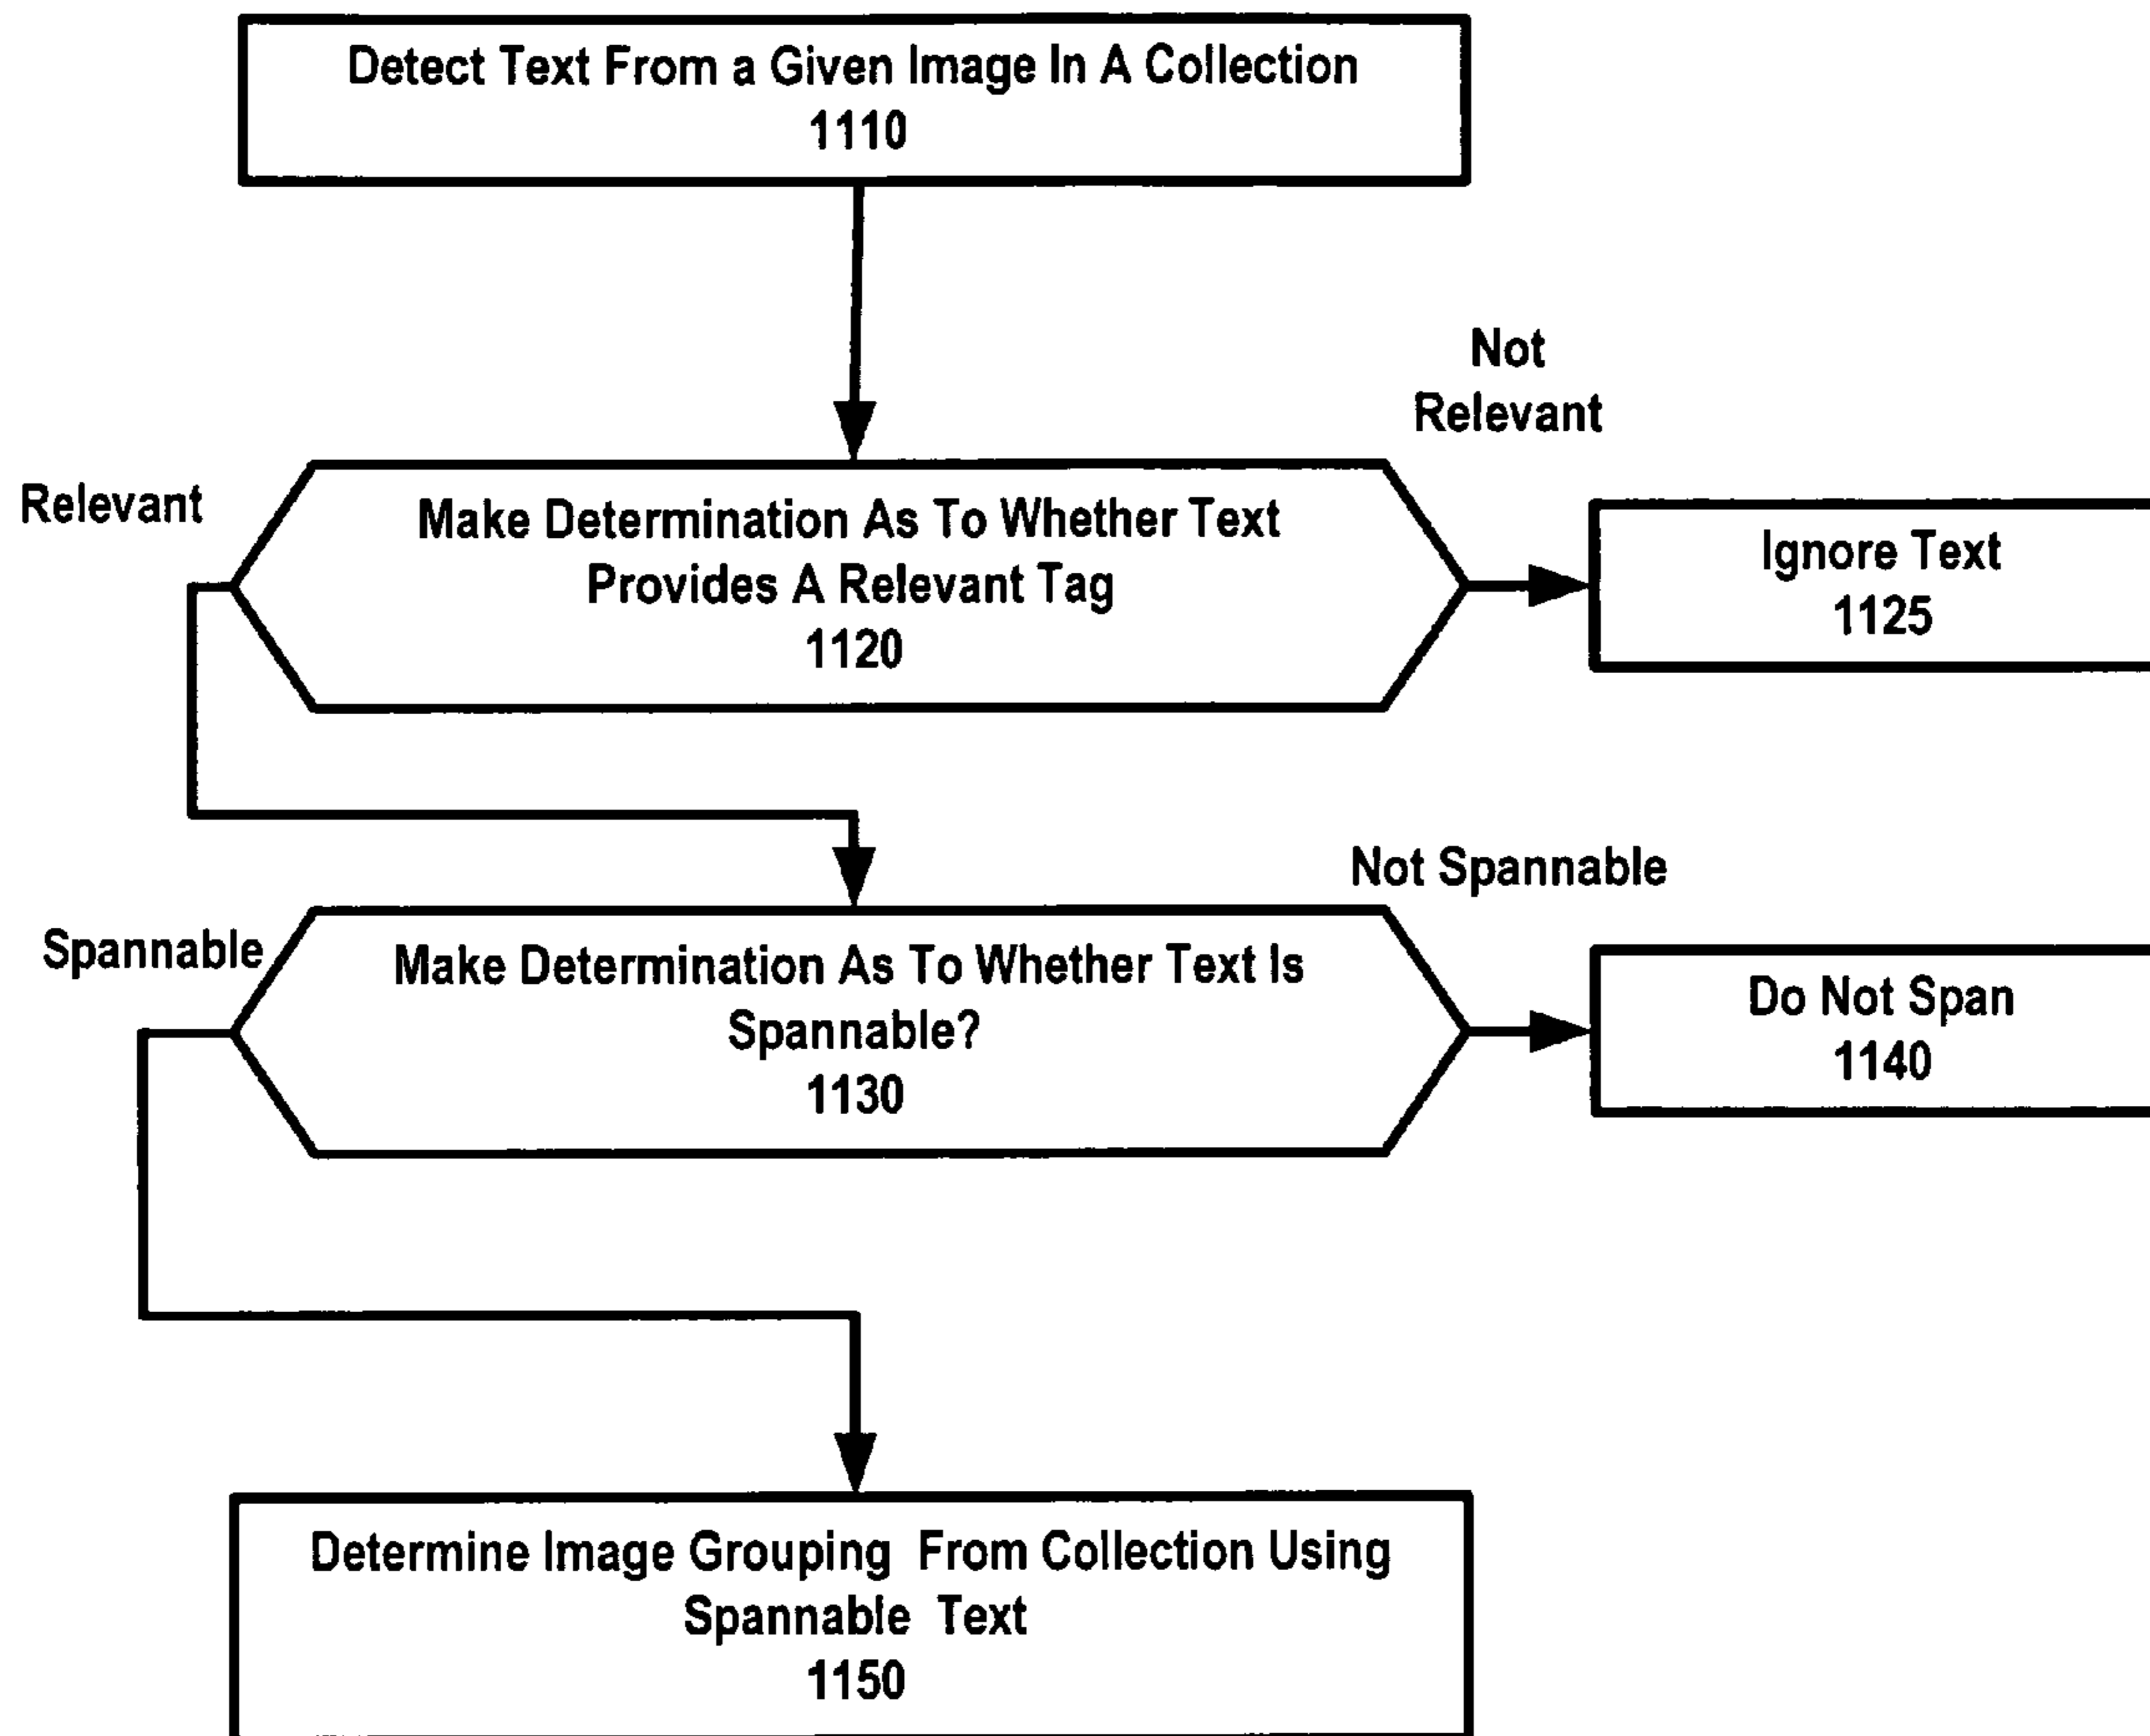 Detect Text From a Given Image In A Collection
1110
Not
Relevant
Relevant
Make Determination As To Whether Text
Provides A Relevant Tag
1120
Ignore Text
1125
Not Spannable
Spannable
Make Determination As To Whether Text Is
Spannable?
1130
Do Not Span
1140
Determine Image Grouping From Collection Using
Spannable Text
1150